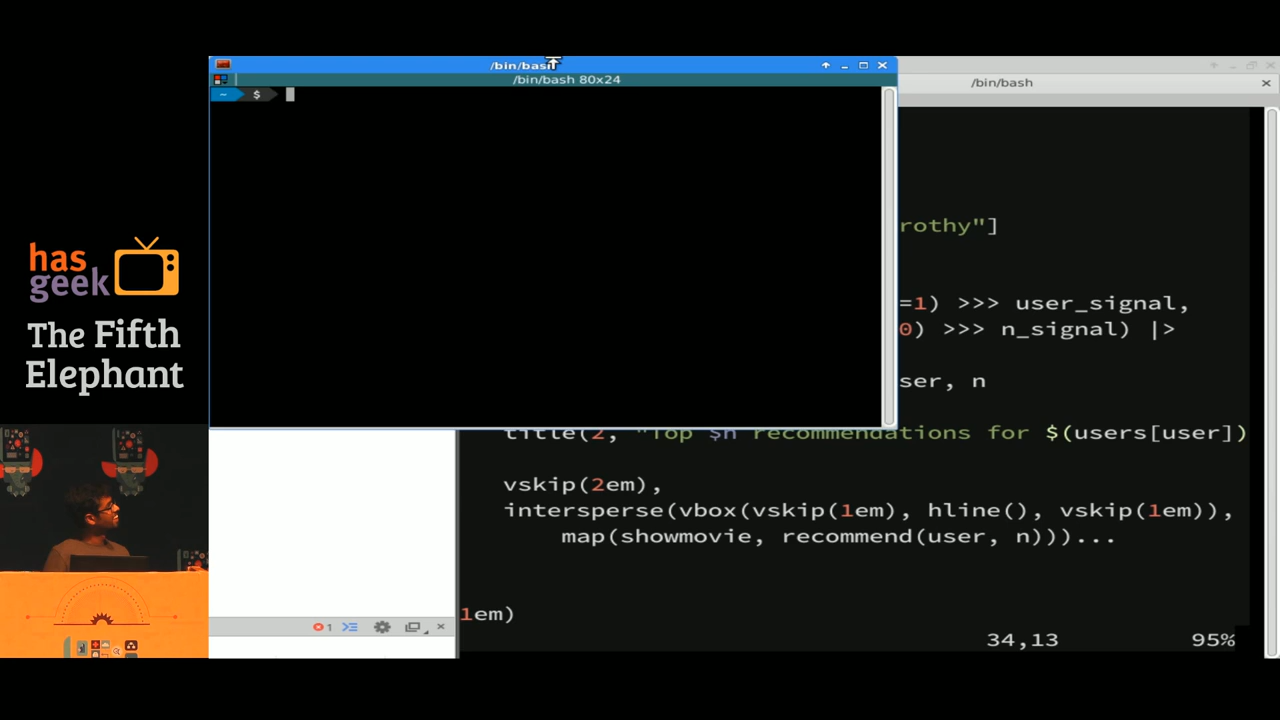 /bin/bash
/bin/bash 80x24
~ $
/bin/bash
has
geek
The Fifth
Elephant
rothy"]
=1) >>> user_signal,
0) >>> n_signal) |>
ser, n
title(2, "Top $n recommendations for $(users[user])
vskip(2em),
intersperse(vbox(vskip(1em), hline(), vskip(1em)),
map(showmovie, recommend(user, n)))...
1em)
1
34,13
95%